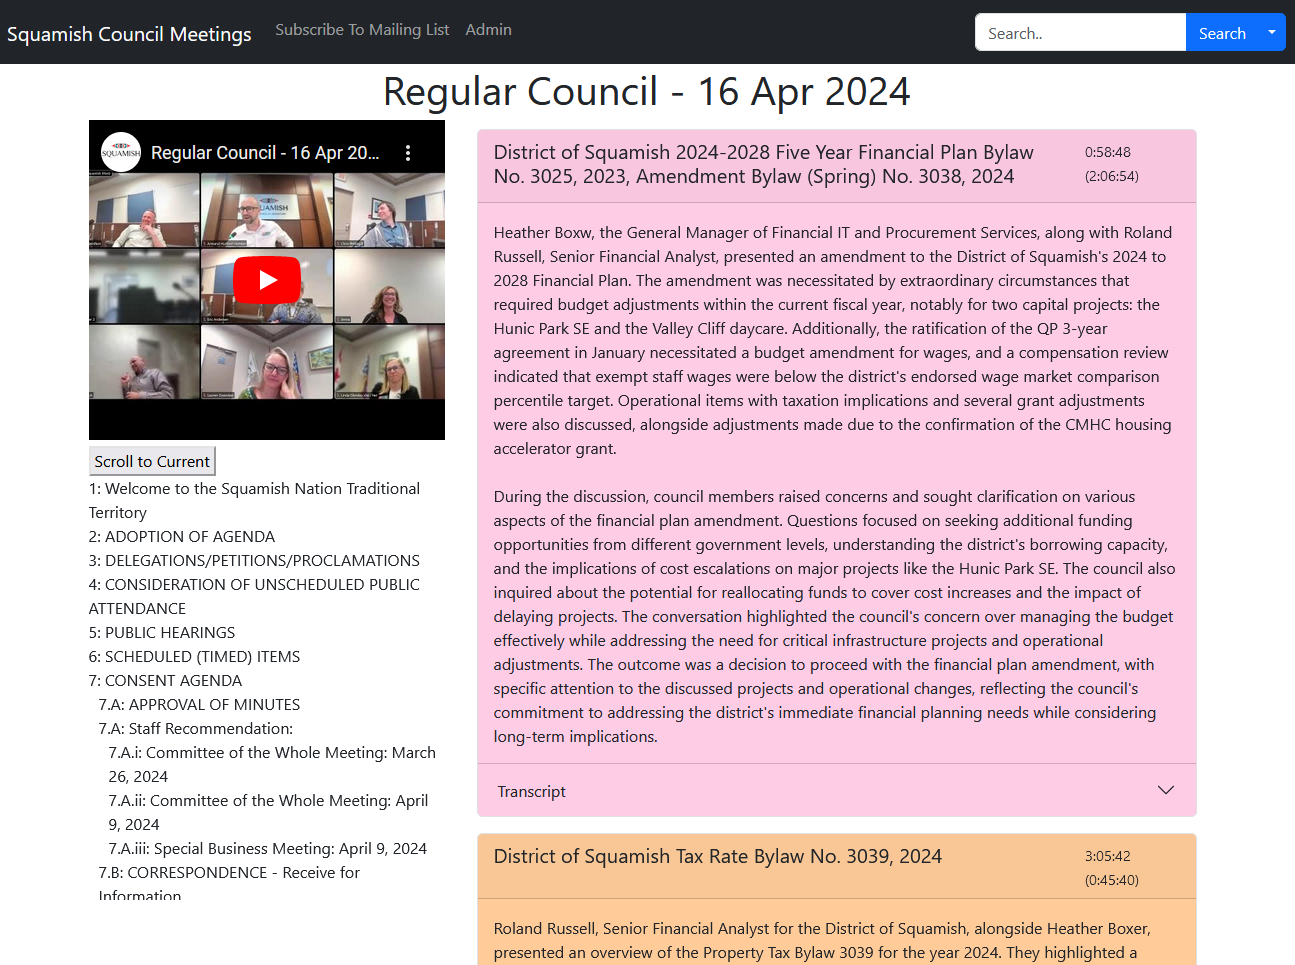 Squamish Council Meetings
Subscribe To Mailing List
Admin
Search..
Search
Regular Council - 16 Apr 2024
SQUAMISH
Regular Council - 16 Apr 20...
SQUAMISH
Scroll to Current
1: Welcome to the Squamish Nation Traditional
Territory
2: ADOPTION OF AGENDA
3: DELEGATIONS/PETITIONS/PROCLAMATIONS
4: CONSIDERATION OF UNSCHEDULED PUBLIC
ATTENDANCE
5: PUBLIC HEARINGS
6: SCHEDULED (TIMED) ITEMS
7: CONSENT AGENDA
7.A: APPROVAL OF MINUTES
7.A: Staff Recommendation:
7.A.i: Committee of the Whole Meeting: March
26, 2024
7.A.ii: Committee of the Whole Meeting: April
9, 2024
7.A.iii: Special Business Meeting: April 9, 2024
7.B: CORRESPONDENCE - Receive for
Information
District of Squamish 2024-2028 Five Year Financial Plan Bylaw
No. 3025, 2023, Amendment Bylaw (Spring) No. 3038, 2024
0:58:48
(2:06:54)
Heather Boxw, the General Manager of Financial IT and Procurement Services, along with Roland
Russell, Senior Financial Analyst, presented an amendment to the District of Squamish's 2024 to
2028 Financial Plan. The amendment was necessitated by extraordinary circumstances that
required budget adjustments within the current fiscal year, notably for two capital projects: the
Hunic Park SE and the Valley Cliff daycare. Additionally, the ratification of the QP 3-year
agreement in January necessitated a budget amendment for wages, and a compensation review
indicated that exempt staff wages were below the district's endorsed wage market comparison
percentile target. Operational items with taxation implications and several grant adjustments
were also discussed, alongside adjustments made due to the confirmation of the CMHC housing
accelerator grant.
During the discussion, council members raised concerns and sought clarification on various
aspects of the financial plan amendment. Questions focused on seeking additional funding
opportunities from different government levels, understanding the district's borrowing capacity,
and the implications of cost escalations on major projects like the Hunic Park SE. The council also
inquired about the potential for reallocating funds to cover cost increases and the impact of
delaying projects. The conversation highlighted the council's concern over managing the budget
effectively while addressing the need for critical infrastructure projects and operational
adjustments. The outcome was a decision to proceed with the financial plan amendment, with
specific attention to the discussed projects and operational changes, reflecting the council's
commitment to addressing the district's immediate financial planning needs while considering
long-term implications.
Transcript
District of Squamish Tax Rate Bylaw No. 3039, 2024
3:05:42
(0:45:40)
Roland Russell, Senior Financial Analyst for the District of Squamish, alongside Heather Boxer,
presented an overview of the Property Tax Bylaw 3039 for the year 2024. They highlighted a